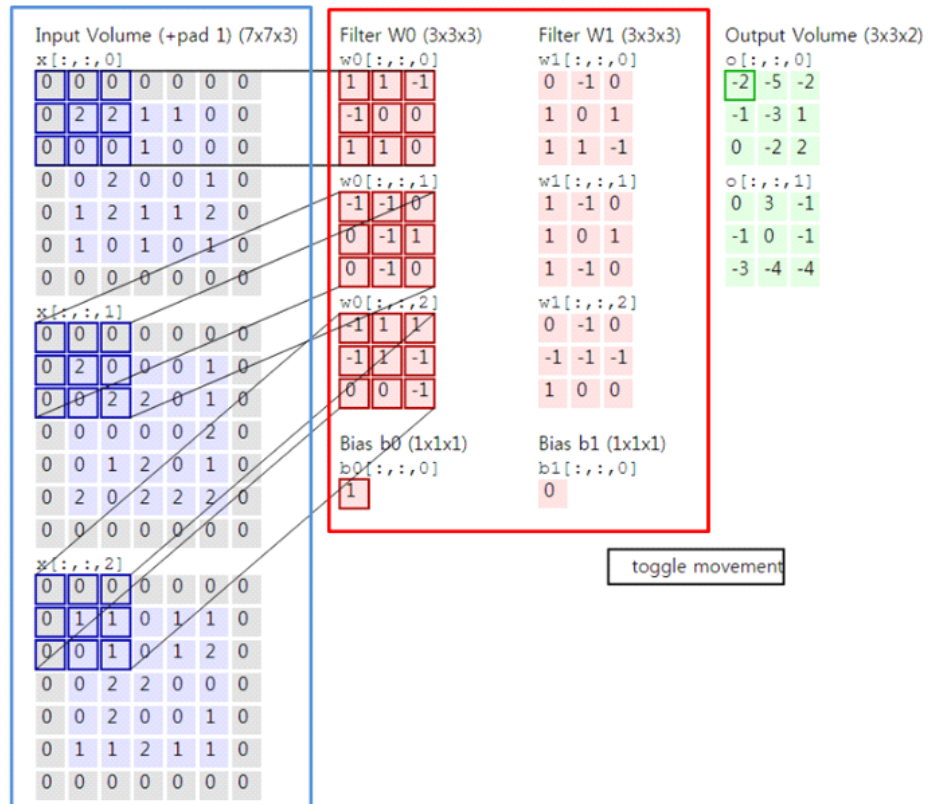 Input Volume (+pad 1) (7x7x3)
x[:,:,0]
0 0 0 0 0 0 0
0 2 2 1 1 0 0
0 0 0 1 0 0 0
0 0 2 0 0 1 0
0 1 2 1 1 2 0
0 1 0 1 0 1 0
0 0 0 0 0 0 0
x[:,:,1]
0 0 0 0 0 0 0
0 2 0 0 0 1 0
0 0 2 2 0 1 0
0 0 0 0 0 2 0
0 0 1 2 0 1 0
0 2 0 2 2 2 0
0 0 0 0 0 0 0
x[:,:,2]
0 0 0 0 0 0 0
0 1 1 0 1 1 0
0 0 1 0 1 2 0
0 0 2 2 0 0 0
0 0 2 0 0 1 0
0 1 1 2 1 1 0
0 0 0 0 0 0 0
Filter W0 (3x3x3)
w0[:,:,0]
1 1 -1
-1 0 0
1 1 0
w0[:,:,1]
-1 -1 0
0 -1 1
0 -1 0
w0[:,:,2]
-1 1 1
-1 1 -1
0 0 -1
Bias b0 (1x1x1)
b0[:,:,0]
1
Filter W1 (3x3x3)
w1[:,:,0]
0 -1 0
1 0 1
1 1 -1
w1[:,:,1]
1 -1 0
1 0 1
1 -1 0
w1[:,:,2]
0 -1 0
-1 -1 -1
1 0 0
Bias b1 (1x1x1)
b1[:,:,0]
0
Output Volume (3x3x2)
o[:,:,0]
-2 -5 -2
-1 -3 1
0 -2 2
o[:,:,1]
0 3 -1
-1 0 -1
-3 -4 -4
toggle movement